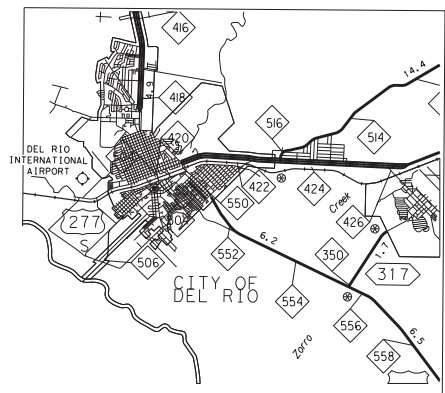 416
14.4
4.9
418
516
514
420
DEL RIO
INTERNATIONAL
AIRPORT
422
424
550
Creek
426
277
S
6.2
350
1.7
506
552
317
CITY OF
DEL RIO
554
556
Zorro
6.5
558